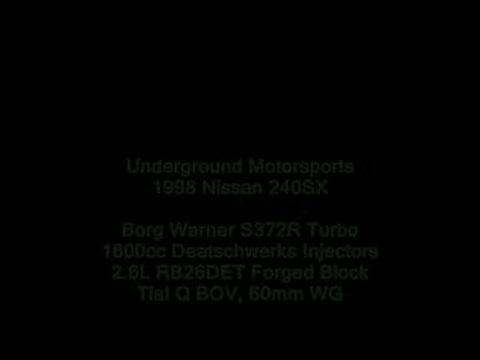 Underground Motorsports
1998 Nissan 240SX
Borg Warner S372R Turbo
1600cc Deatschwerks Injectors
2.6L RB26DET Forged Block
Tial Q BOV, 60mm WG